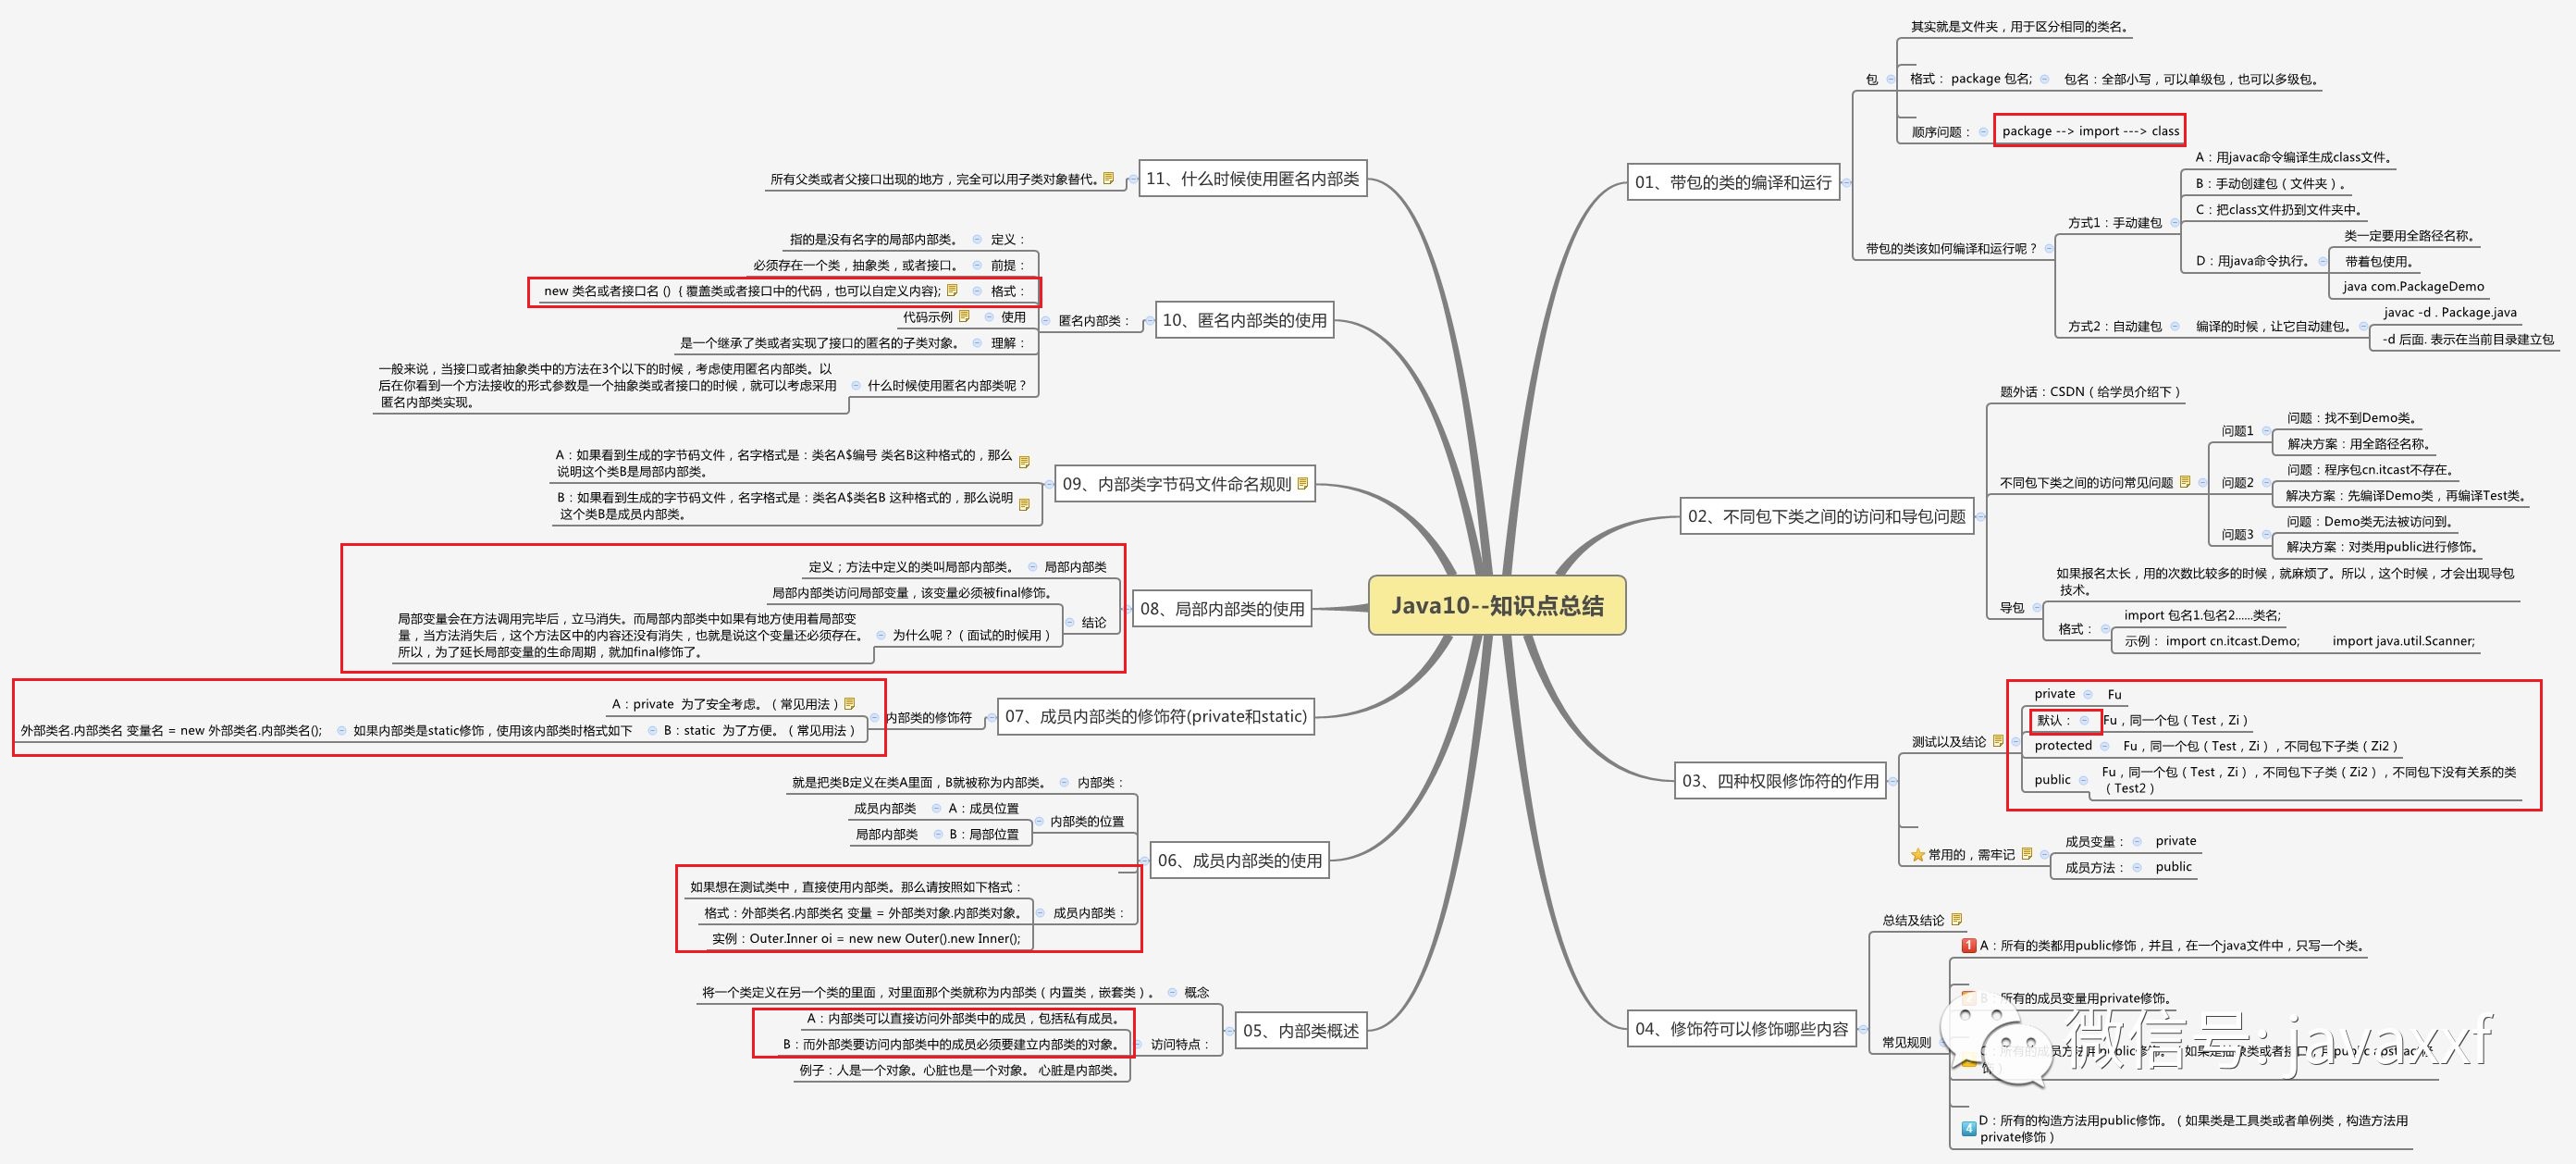 Java10--知识点总结
01、带包的类的编译和运行
包
其实就是文件夹，用于区分相同的类名。
格式： package 包名;
包名：全部小写，可以单级包，也可以多级包。
顺序问题：
package --> import ---> class
带包的类该如何编译和运行呢？
方式1：手动建包
A：用javac命令编译生成class文件。
B：手动创建包（文件夹）。
C：把class文件扔到文件夹中。
D：用java命令执行。
类一定要用全路径名称。
带着包使用。
java com.PackageDemo
方式2：自动建包
编译的时候，让它自动建包。
javac -d . Package.java
-d 后面. 表示在当前目录建立包
02、不同包下类之间的访问和导包问题
题外话：CSDN（给学员介绍下）
不同包下类之间的访问常见问题
问题1
问题：找不到Demo类。
解决方案：用全路径名称。
问题2
问题：程序包cn.itcast不存在。
解决方案：先编译Demo类，再编译Test类。
问题3
问题：Demo类无法被访问到。
解决方案：对类用public进行修饰。
导包
如果报名太长，用的次数比较多的时候，就麻烦了。所以，这个时候，才会出现导包
技术。
格式：
import 包名1.包名2......类名;
示例： import cn.itcast.Demo; import java.util.Scanner;
03、四种权限修饰符的作用
测试以及结论
private
Fu
默认：
Fu，同一个包（Test，Zi）
protected
Fu，同一个包（Test，Zi），不同包下子类（Zi2）
public
Fu，同一个包（Test，Zi），不同包下子类（Zi2），不同包下没有关系的类
（Test2）
常用的，需牢记
成员变量：
private
成员方法：
public
04、修饰符可以修饰哪些内容
总结及结论
常见规则
1 A：所有的类都用public修饰，并且，在一个java文件中，只写一个类。
B：所有的成员变量用private修饰。
所有的成员方法用public修饰。
4 D：所有的构造方法用public修饰。（如果类是工具类或者单例类，构造方法用
private修饰）
微信号: javaxxf
05、内部类概述
概念
将一个类定义在另一个类的里面，对里面那个类就称为内部类（内置类，嵌套类）。
访问特点：
A：内部类可以直接访问外部类中的成员，包括私有成员。
B：而外部类要访问内部类中的成员必须要建立内部类的对象。
例子：人是一个对象。心脏也是一个对象。 心脏是内部类。
06、成员内部类的使用
内部类：
就是把类B定义在类A里面，B就被称为内部类。
内部类的位置
A：成员位置
成员内部类
B：局部位置
局部内部类
成员内部类：
如果想在测试类中，直接使用内部类。那么请按照如下格式：
格式：外部类名.内部类名 变量 = 外部类对象.内部类对象。
实例：Outer.Inner oi = new new Outer().new Inner();
07、成员内部类的修饰符(private和static)
内部类的修饰符
A：private 为了安全考虑。（常见用法）
B：static 为了方便。（常见用法）
如果内部类是static修饰，使用该内部类时格式如下
外部类名.内部类名 变量名 = new 外部类名.内部类名();
08、局部内部类的使用
局部内部类
定义；方法中定义的类叫局部内部类。
结论
局部内部类访问局部变量，该变量必须被final修饰。
为什么呢？（面试的时候用）
局部变量会在方法调用完毕后，立马消失。而局部内部类中如果有地方使用着局部变
量，当方法消失后，这个方法区中的内容还没有消失，也就是说这个变量还必须存在。
所以，为了延长局部变量的生命周期，就加final修饰了。
09、内部类字节码文件命名规则
A：如果看到生成的字节码文件，名字格式是：类名A$编号 类名B这种格式的，那么
说明这个类B是局部内部类。
B：如果看到生成的字节码文件，名字格式是：类名A$类名B 这种格式的，那么说明
这个类B是成员内部类。
10、匿名内部类的使用
匿名内部类：
定义：
指的是没有名字的局部内部类。
前提：
必须存在一个类，抽象类，或者接口。
格式：
new 类名或者接口名 () { 覆盖类或者接口中的代码，也可以自定义内容};
使用
代码示例
理解：
是一个继承了类或者实现了接口的匿名的子类对象。
什么时候使用匿名内部类呢？
一般来说，当接口或者抽象类中的方法在3个以下的时候，考虑使用匿名内部类。以
后在你看到一个方法接收的形式参数是一个抽象类或者接口的时候，就可以考虑采用
匿名内部类实现。
11、什么时候使用匿名内部类
所有父类或者父接口出现的地方，完全可以用子类对象替代。